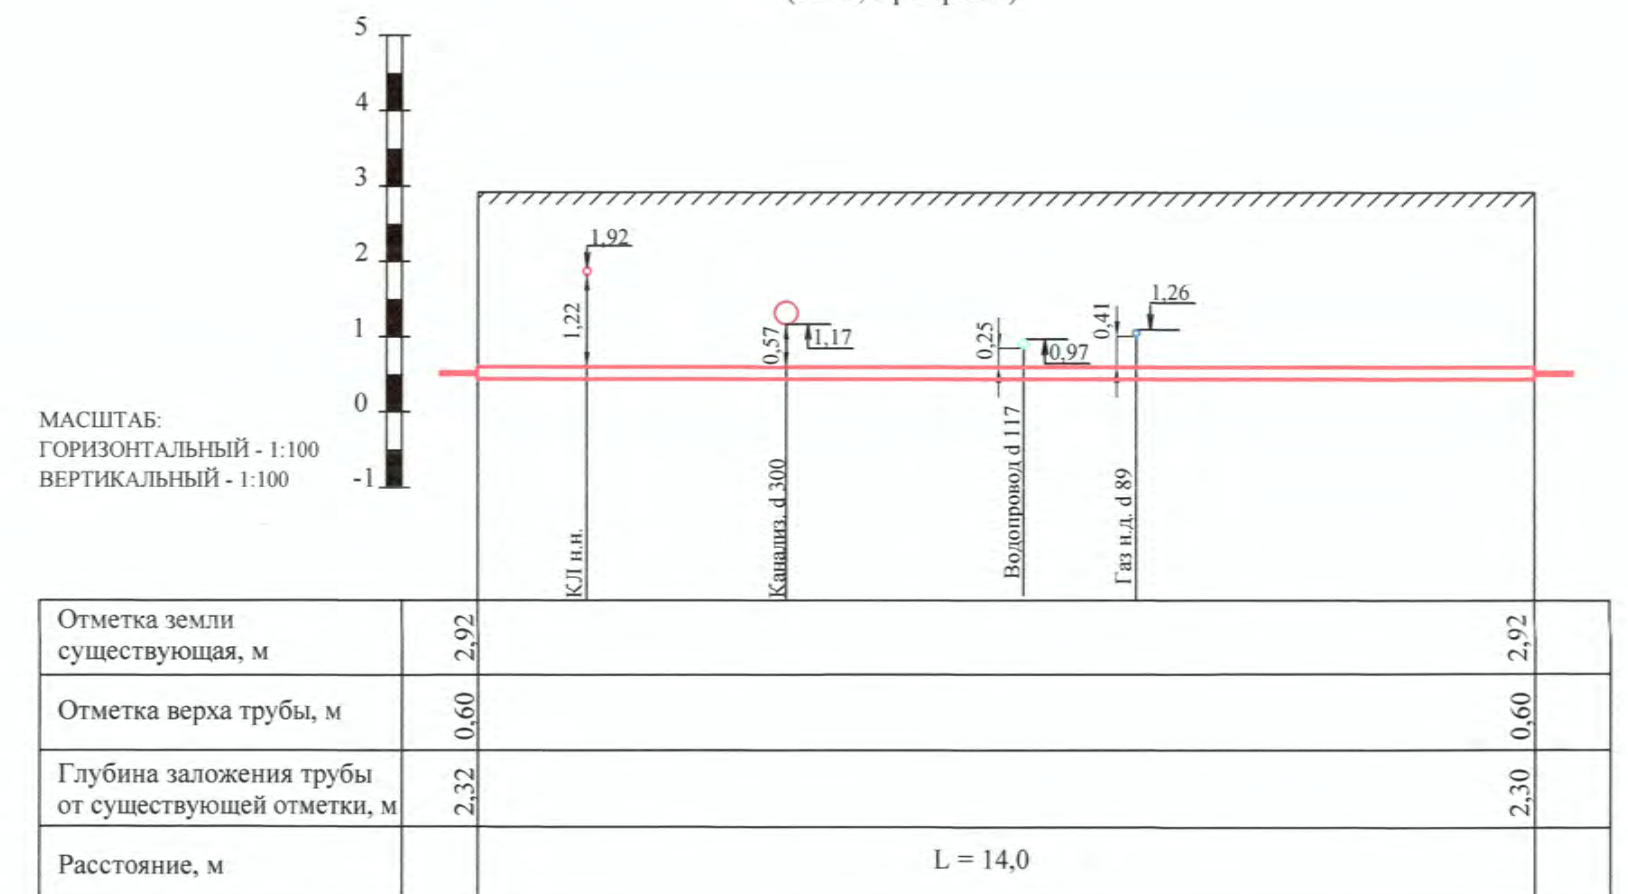 5
4
3
2
1
0
-1
МАСШТАБ:
ГОРИЗОНТАЛЬНЫЙ - 1:100
ВЕРТИКАЛЬНЫЙ - 1:100
1,92
1,22
КЛ н.н.
0,57
1,17
Канализ. d 300
0,25
0,97
Водопровод d 117
0,41
1,26
Газ н.д. d 89
Отметка земли
существующая, м
2,92
2,92
Отметка верха трубы, м
0,60
0,60
Глубина заложения трубы
от существующей отметки, м
2,32
2,30
Расстояние, м
L = 14,0